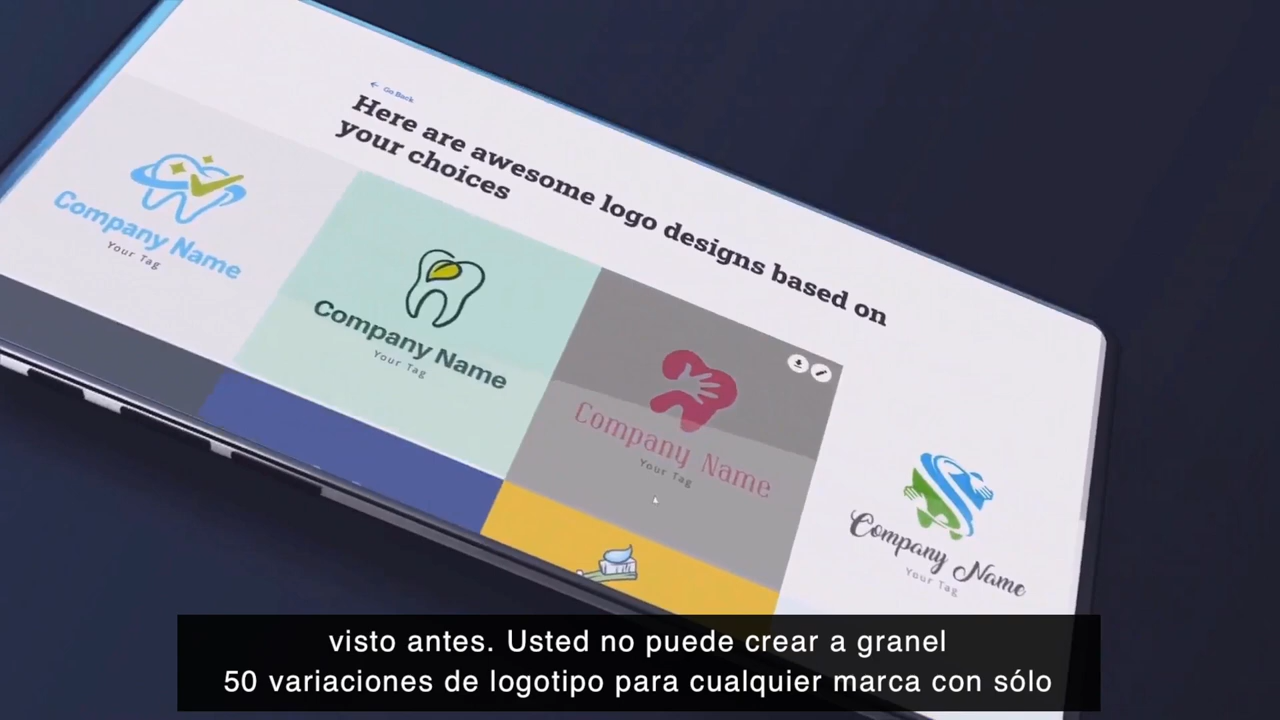 ← Go Back
Here are awesome logo designs based on
your choices
Company Name
Your Tag
Company Name
Your Tag
Company Name
Your Tag
Company Name
Your Tag
visto antes. Usted no puede crear a granel
50 variaciones de logotipo para cualquier marca con sólo